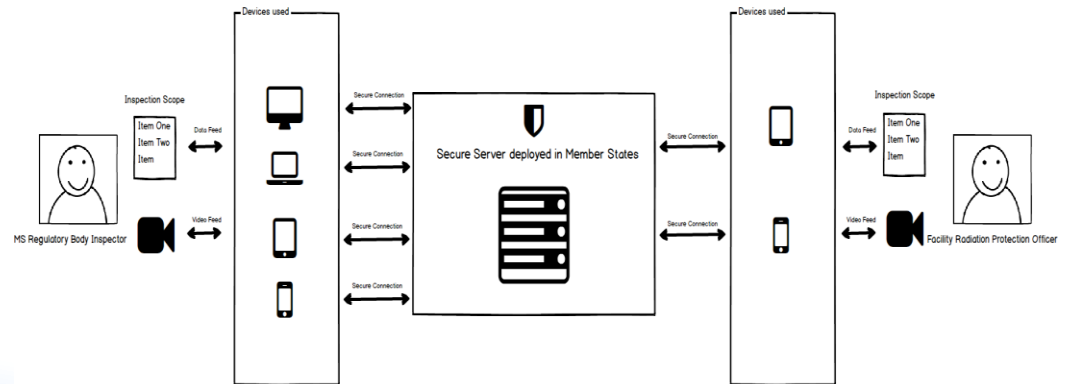 Devices used
Inspection Scope
Item One
Item Two
Item
Data Feed
MS Regulatory Body Inspector
Video Feed
Secure Connection
Secure Connection
Secure Connection
Secure Connection
Secure Server deployed in Member States
Secure Connection
Secure Connection
Devices used
Data Feed
Video Feed
Inspection Scope
Item One
Item Two
Item
Facility Radiation Protection Officer